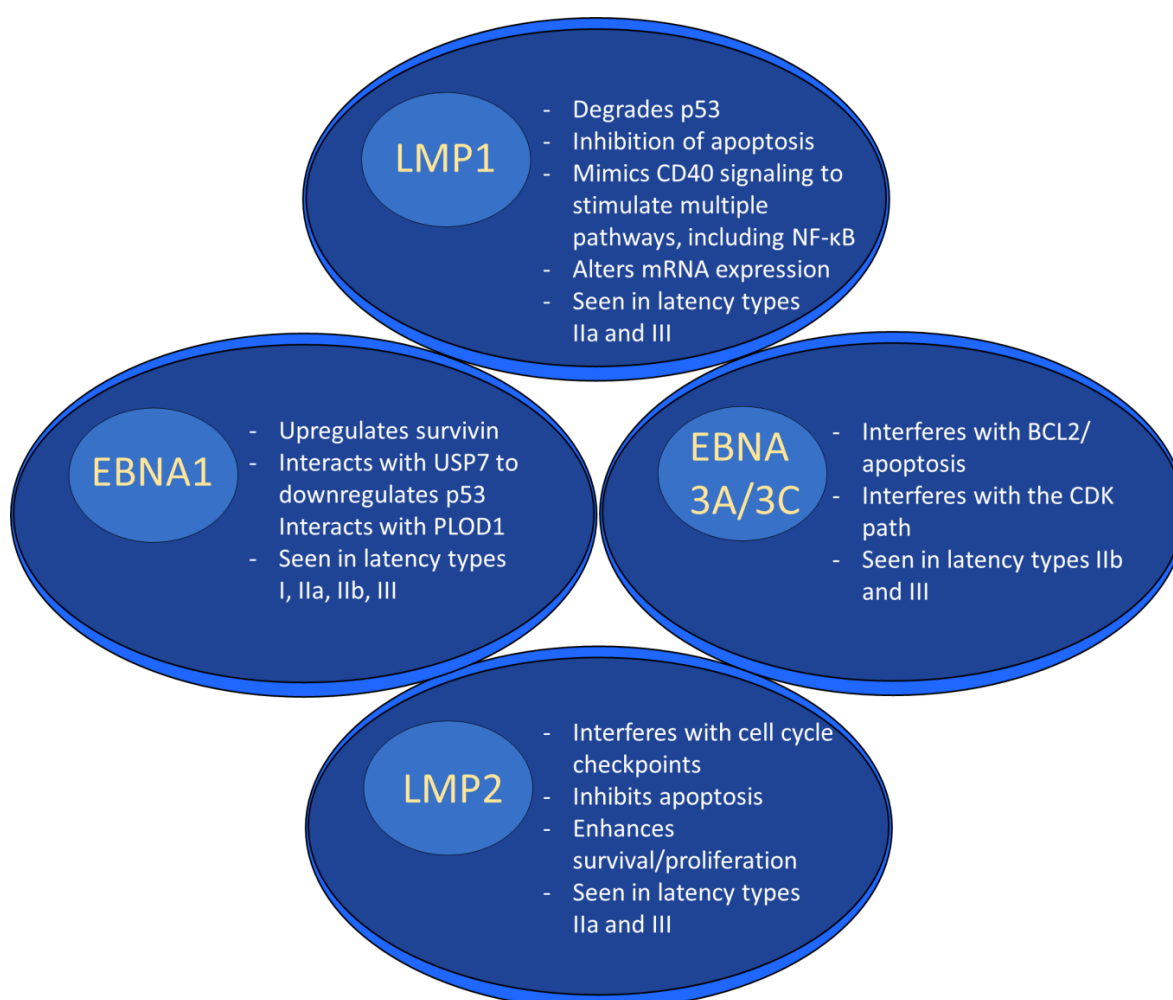 LMP1
- Degrades p53
- Inhibition of apoptosis
- Mimics CD40 signaling to
stimulate multiple
pathways, including NF-κB
- Alters mRNA expression
- Seen in latency types
IIa and III
EBNA1
- Upregulates survivin
- Interacts with USP7 to
downregulates p53
Interacts with PLOD1
- Seen in latency types
I, IIa, IIb, III
EBNA
3A/3C
- Interferes with BCL2/
apoptosis
- Interferes with the CDK
path
- Seen in latency types IIb
and III
LMP2
- Interferes with cell cycle
checkpoints
- Inhibits apoptosis
- Enhances
survival/proliferation
- Seen in latency types
IIa and III